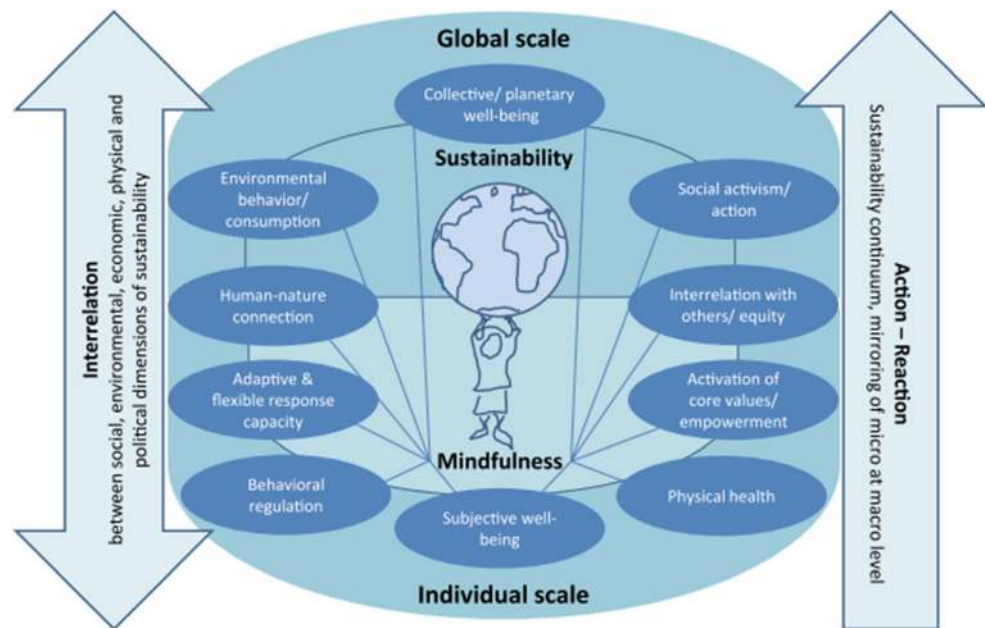 Global scale
Collective/ planetary
well-being
Sustainability
Environmental
behavior/
consumption
Social activism/
action
Human-nature
connection
Interrelation with
others/ equity
Adaptive &
flexible response
capacity
Activation of
core values/
empowerment
Mindfulness
Behavioral
regulation
Physical health
Subjective well-
being
Individual scale
Interrelation
between social, environmental, economic, physical and
political dimensions of sustainability
Action – Reaction
Sustainability continuum, mirroring of micro at macro level